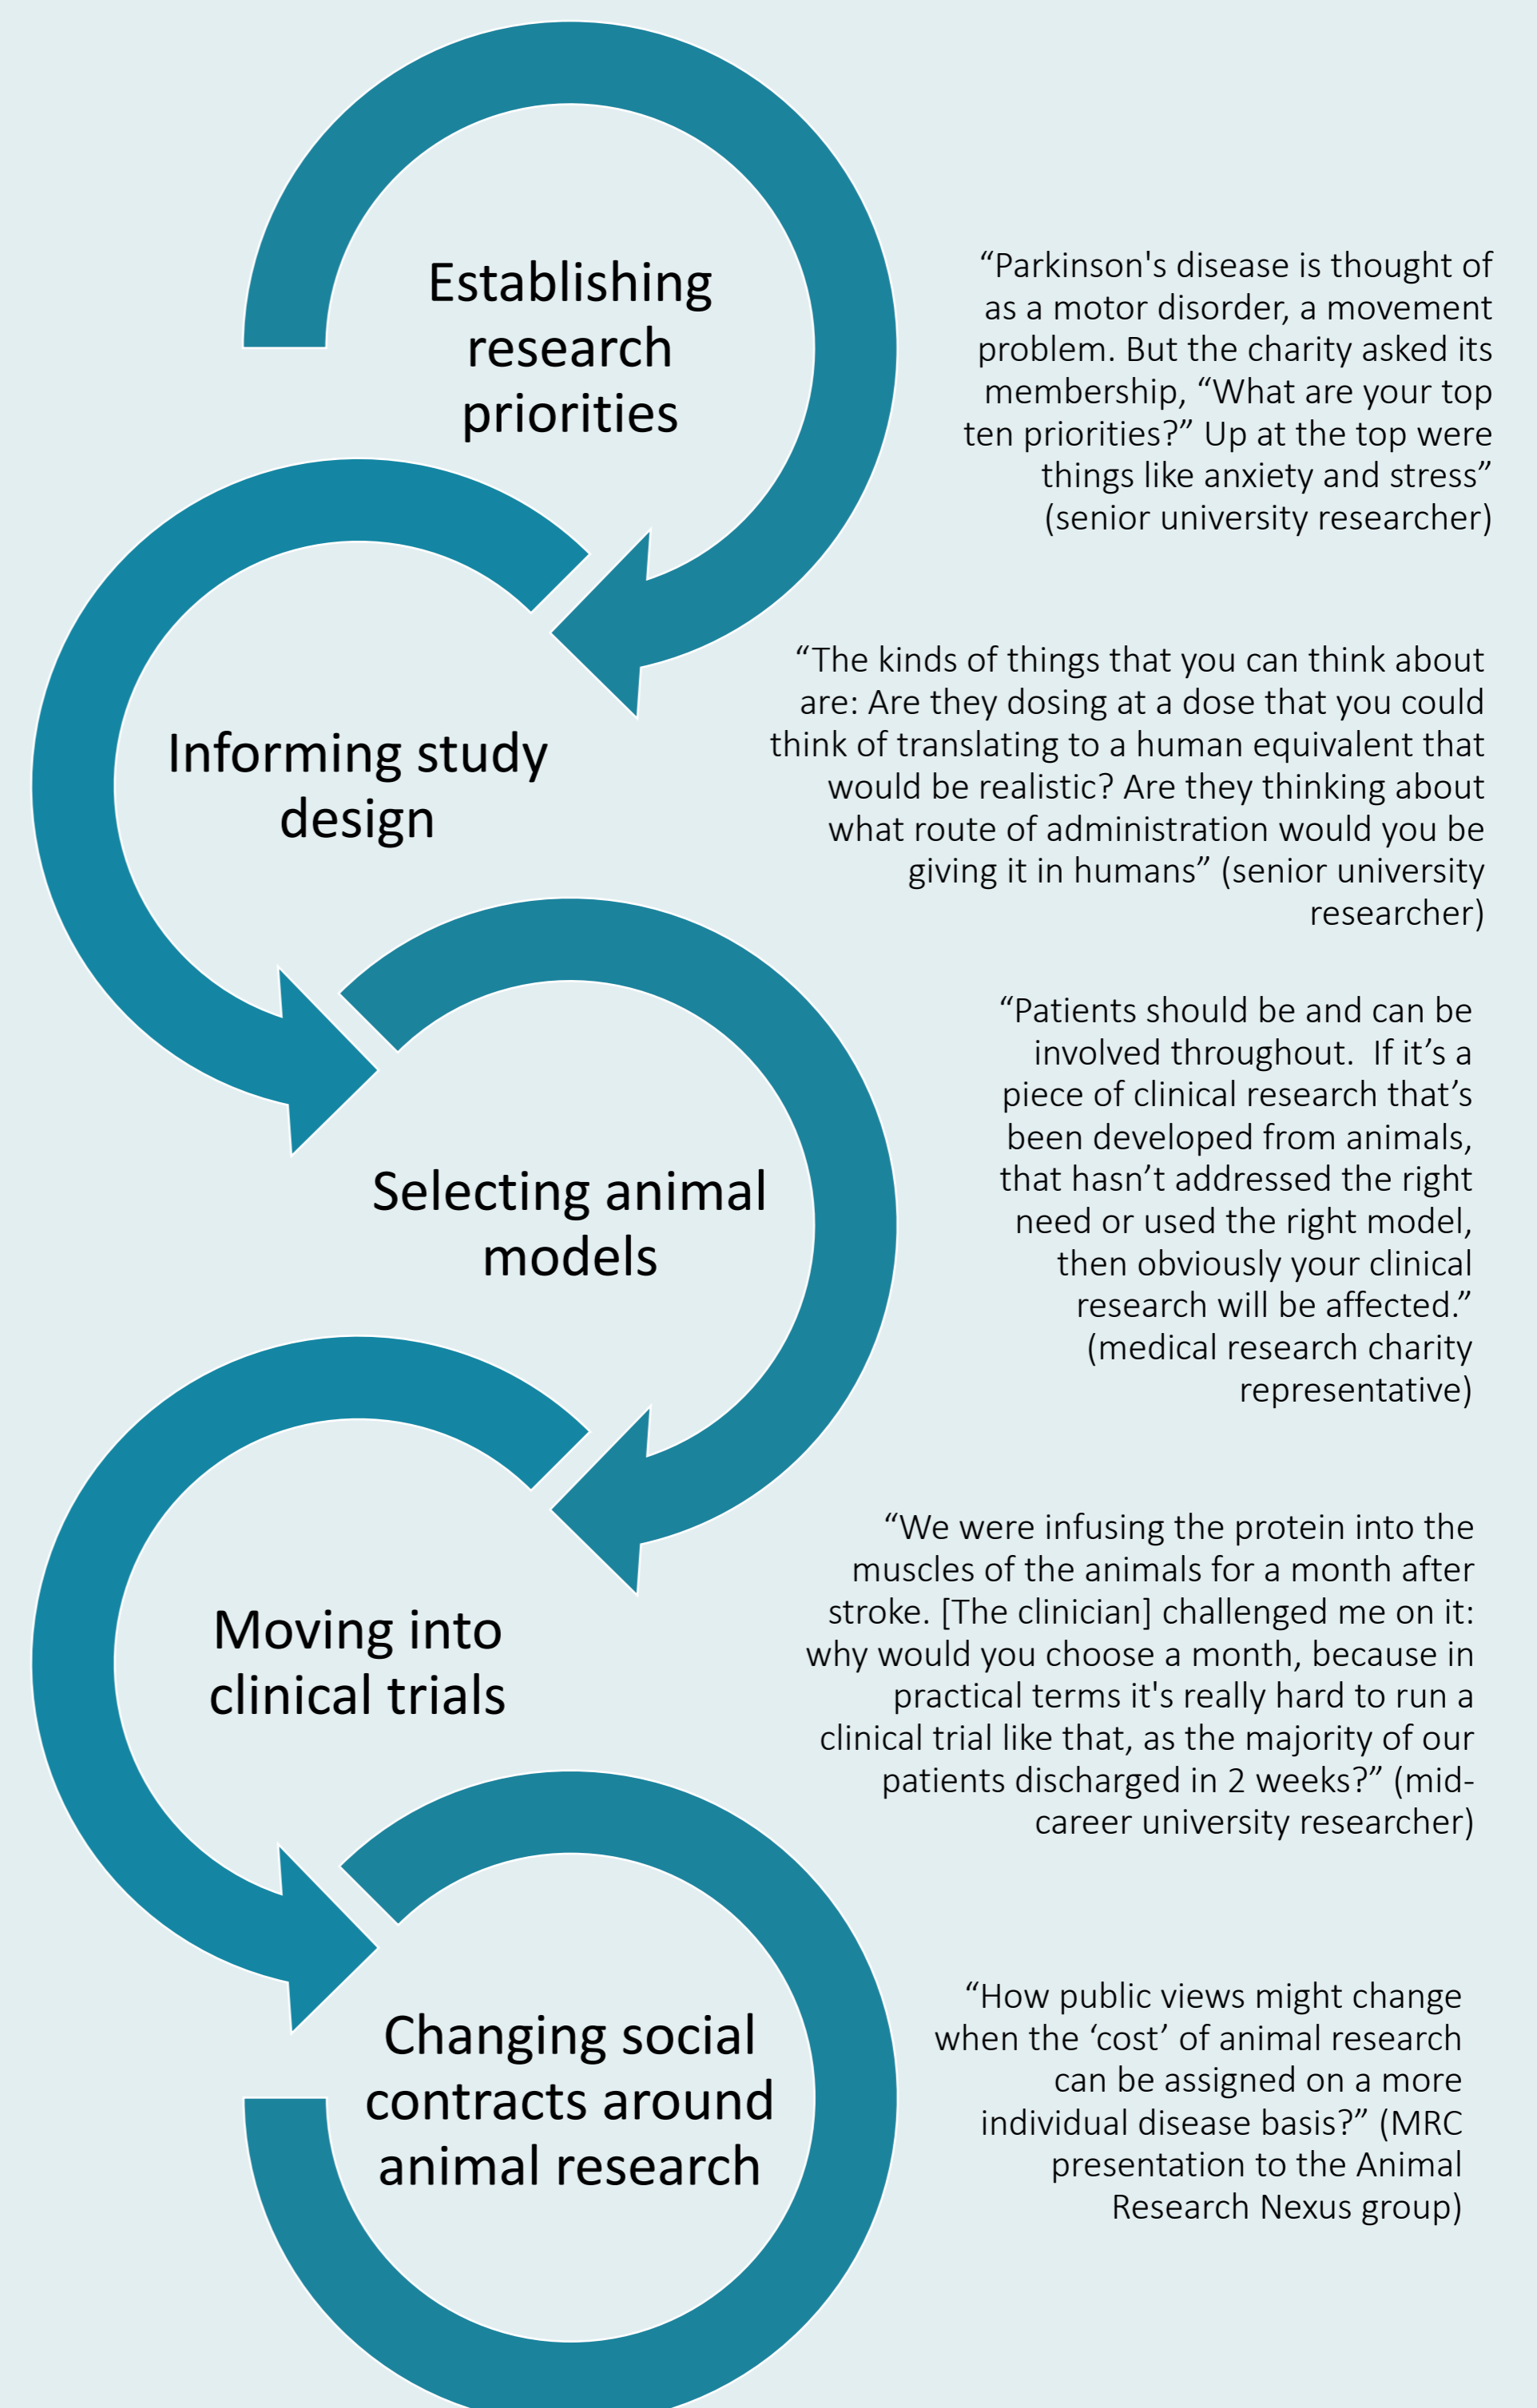 Establishing
research
priorities
“Parkinson's disease is thought of
as a motor disorder, a movement
problem. But the charity asked its
membership, “What are your top
ten priorities?” Up at the top were
things like anxiety and stress”
(senior university researcher)
Informing study
design
“The kinds of things that you can think about
are: Are they dosing at a dose that you could
think of translating to a human equivalent that
would be realistic? Are they thinking about
what route of administration would you be
giving it in humans” (senior university
researcher)
Selecting animal
models
“Patients should be and can be
involved throughout.  If it’s a
piece of clinical research that’s
been developed from animals,
that hasn’t addressed the right
need or used the right model,
then obviously your clinical
research will be affected.”
(medical research charity
representative)
Moving into
clinical trials
“We were infusing the protein into the
muscles of the animals for a month after
stroke. [The clinician] challenged me on it:
why would you choose a month, because in
practical terms it's really hard to run a
clinical trial like that, as the majority of our
patients discharged in 2 weeks?” (mid-
career university researcher)
Changing social
contracts around
animal research
“How public views might change
when the ‘cost’ of animal research
can be assigned on a more
individual disease basis?” (MRC
presentation to the Animal
Research Nexus group)